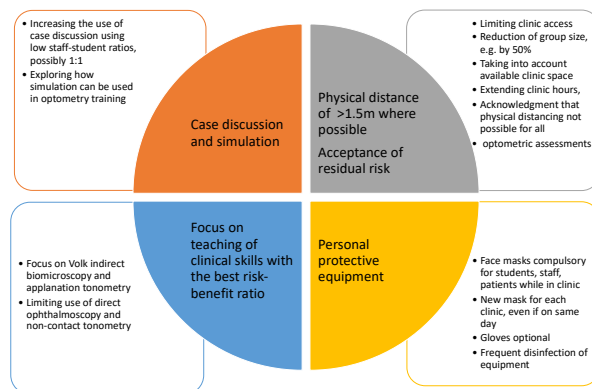 • Increasing the use of
case discussion using
low staff-student ratios,
possibly 1:1
• Exploring how
simulation can be used
in optometry training
Case discussion
and simulation
Physical distance
of >1.5m where
possible
Acceptance of
residual risk
• Limiting clinic access
• Reduction of group size,
e.g. by 50%
• Taking into account
available clinic space
• Extending clinic hours,
• Acknowledgment that
physical distancing not
possible for all
• optometric assessments
• Focus on Volk indirect
biomicroscopy and
applanation tonometry
• Limiting use of direct
ophthalmoscopy and
non-contact tonometry
Focus on
teaching of
clinical skills with
the best risk-
benefit ratio
Personal
protective
equipment
• Face masks compulsory
for students, staff,
patients while in clinic
• New mask for each
clinic, even if on same
day
• Gloves optional
• Frequent disinfection of
equipment